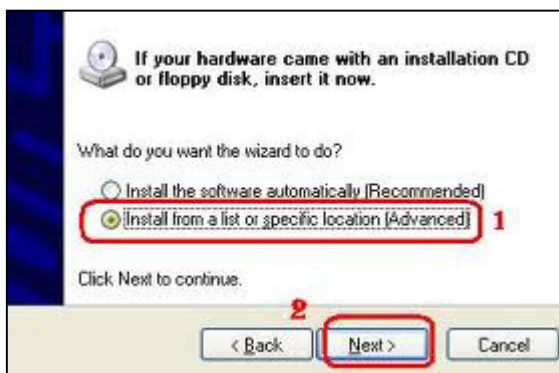 If your hardware came with an installation CD
or floppy disk, insert it now.
What do you want the wizard to do?
Install the software automatically (Recommended)
Install from a list or specific location (Advanced)
1
Click Next to continue.
2
< Back
Next >
Cancel